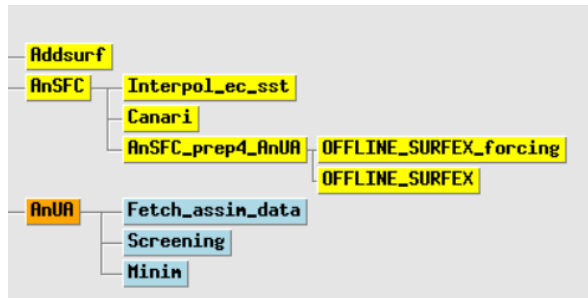 Addsurf
AnSFC
Interpol_ec_sst
Canari
AnSFC_prep4_AnUA
OFFLINE_SURFEX_forcing
OFFLINE_SURFEX
AnUA
Fetch_assim_data
Screening
Minim